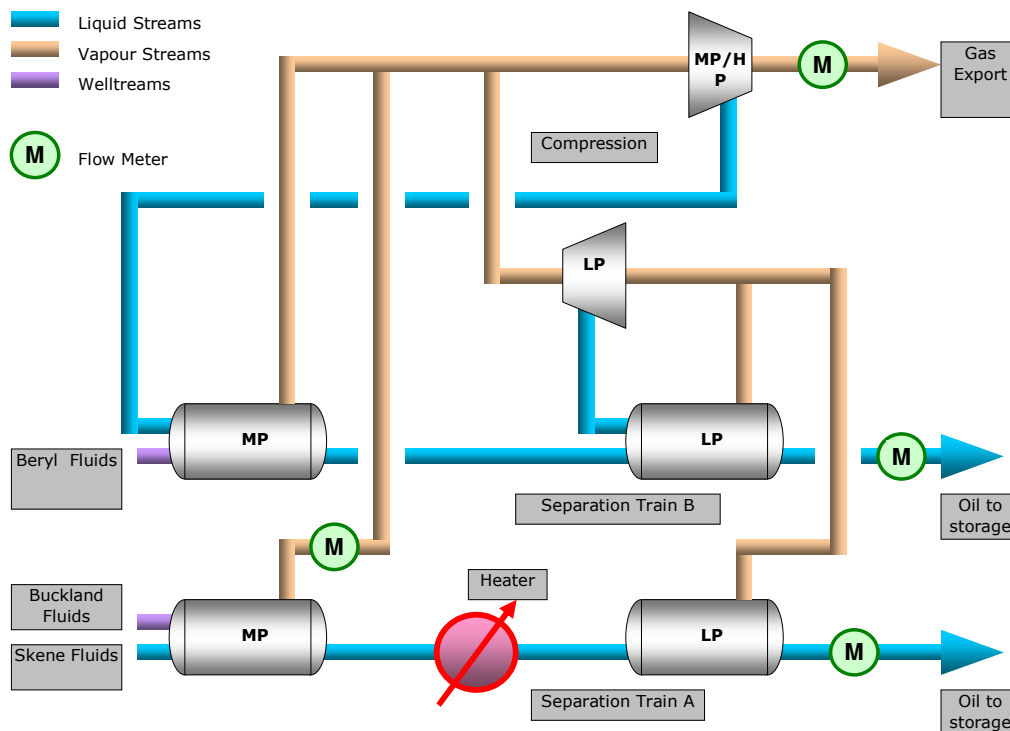 Liquid Streams
Vapour Streams
Welltreams
M
Flow Meter
MP/H
P
M
Gas
Export
Compression
LP
MP
LP
Beryl Fluids
M
Separation Train B
Oil to
storage
M
Heater
Buckland
Fluids
MP
LP
Skene Fluids
M
Separation Train A
Oil to
storage